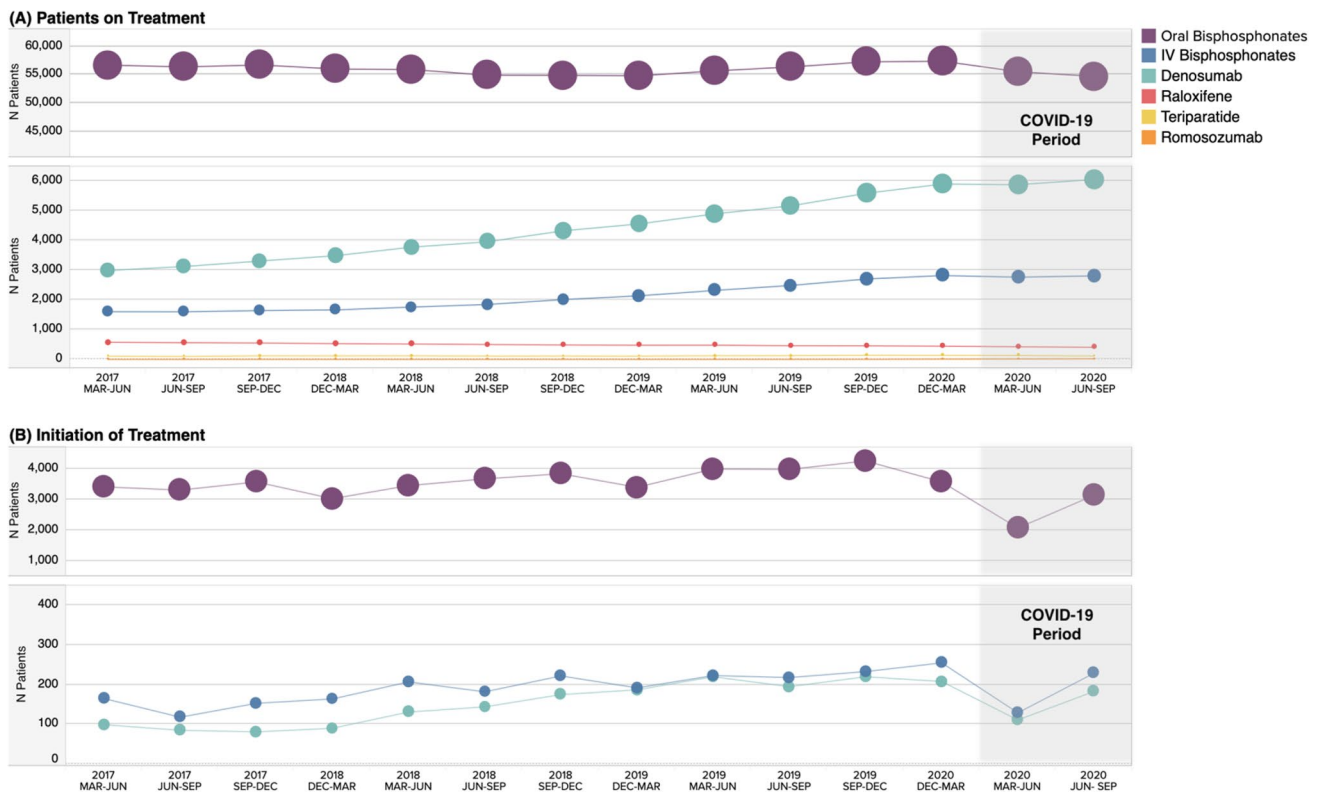 (A) Patients on Treatment
60,000
55,000
50,000
45,000
N Patients
COVID-19
Period
Oral Bisphosphonates
IV Bisphosphonates
Denosumab
Raloxifene
Teriparatide
Romosozumab
6,000
5,000
4,000
3,000
2,000
1,000
0
N Patients
2017 2017 2017 2018 2018 2018 2018 2019 2019 2019 2019 2020 2020 2020
MAR-JUN JUN-SEP SEP-DEC DEC-MAR MAR-JUN JUN-SEP SEP-DEC DEC-MAR MAR-JUN JUN-SEP SEP-DEC DEC-MAR MAR-JUN JUN-SEP
(B) Initiation of Treatment
4,000
3,000
2,000
1,000
N Patients
400
300
200
100
0
N Patients
COVID-19
Period
2017 2017 2017 2018 2018 2018 2018 2019 2019 2019 2019 2020 2020 2020
MAR-JUN JUN-SEP SEP-DEC DEC-MAR MAR-JUN JUN-SEP SEP-DEC DEC-MAR MAR-JUN JUN-SEP SEP-DEC DEC-MAR MAR-JUN JUN- SEP